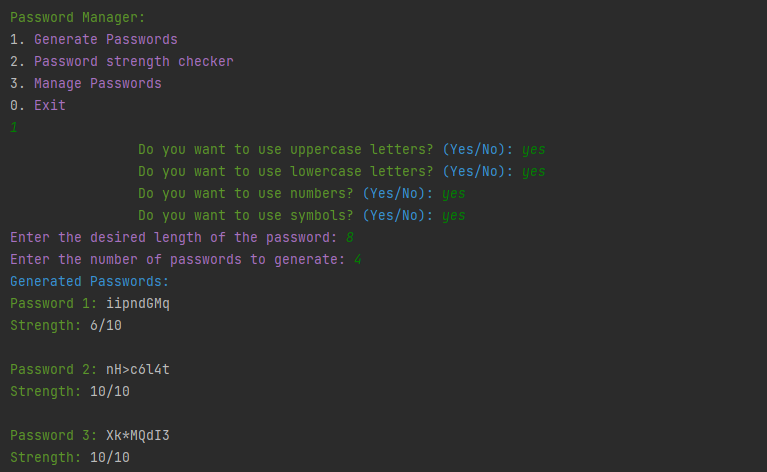 Password Manager:
1. Generate Passwords
2. Password strength checker
3. Manage Passwords
0. Exit
1
Do you want to use uppercase letters? (Yes/No): yes
Do you want to use lowercase letters? (Yes/No): yes
Do you want to use numbers? (Yes/No): yes
Do you want to use symbols? (Yes/No): yes
Enter the desired length of the password: 8
Enter the number of passwords to generate: 4
Generated Passwords:
Password 1: iipndGMq
Strength: 6/10
Password 2: nH>c6l4t
Strength: 10/10
Password 3: Xk*MQdI3
Strength: 10/10